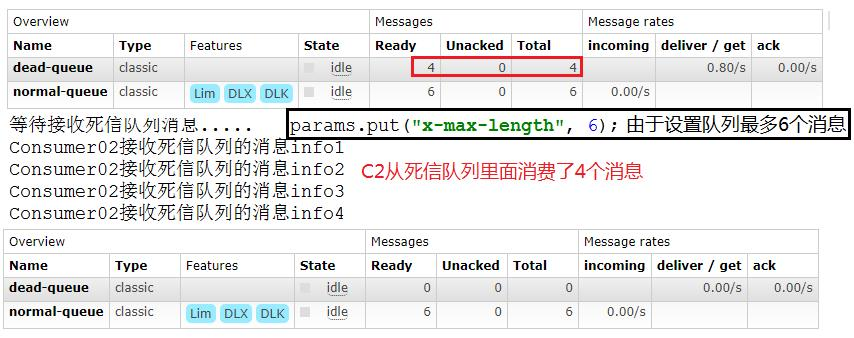 Overview Messages Message rates
Name Type Features State Ready Unacked Total incoming deliver / get ack
dead-queue classic idle 4 0 4 0.80/s 0.00/s
normal-queue classic Lim DLX DLK idle 6 0 6 0.00/s
等待接收死信队列消息..... params.put("x-max-length", 6); 由于设置队列最多6个消息
Consumer02接收死信队列的消息info1
Consumer02接收死信队列的消息info2 C2从死信队列里面消费了4个消息
Consumer02接收死信队列的消息info3
Consumer02接收死信队列的消息info4
Overview Messages Message rates
Name Type Features State Ready Unacked Total incoming deliver / get ack
dead-queue classic idle 0 0 0 0.00/s 0.00/s
normal-queue classic Lim DLX DLK idle 6 0 6 0.00/s